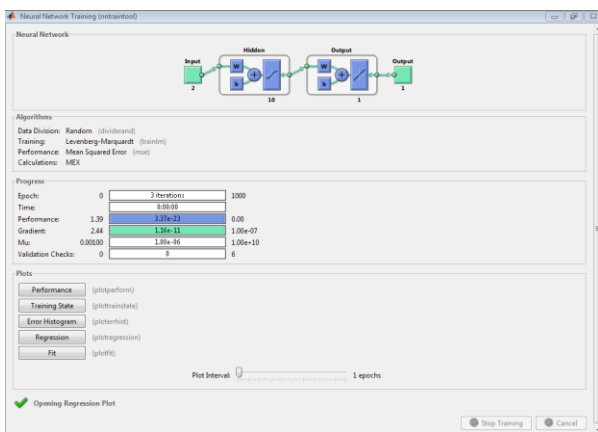 Neural Network Training (nntraintool)
Neural Network
Hidden Output
Input Output
W W
b b
2 10 1 1
Algorithms
Data Division: Random (dividerand)
Training: Levenberg-Marquardt (trainlm)
Performance: Mean Squared Error (mse)
Calculations: MEX
Progress
Epoch: 0 3 iterations 1000
Time: 0:00:00
Performance: 1.39 3.37e-23 0.00
Gradient: 2.44 1.16e-11 1.00e-07
Mu: 0.00100 1.00e-06 1.00e+10
Validation Checks: 0 0 6
Plots
Performance (plotperform)
Training State (plottrainstate)
Error Histogram (ploterrhist)
Regression (plotregression)
Fit (plotfit)
Plot Interval: 1 epochs
Opening Regression Plot
Stop Training Cancel